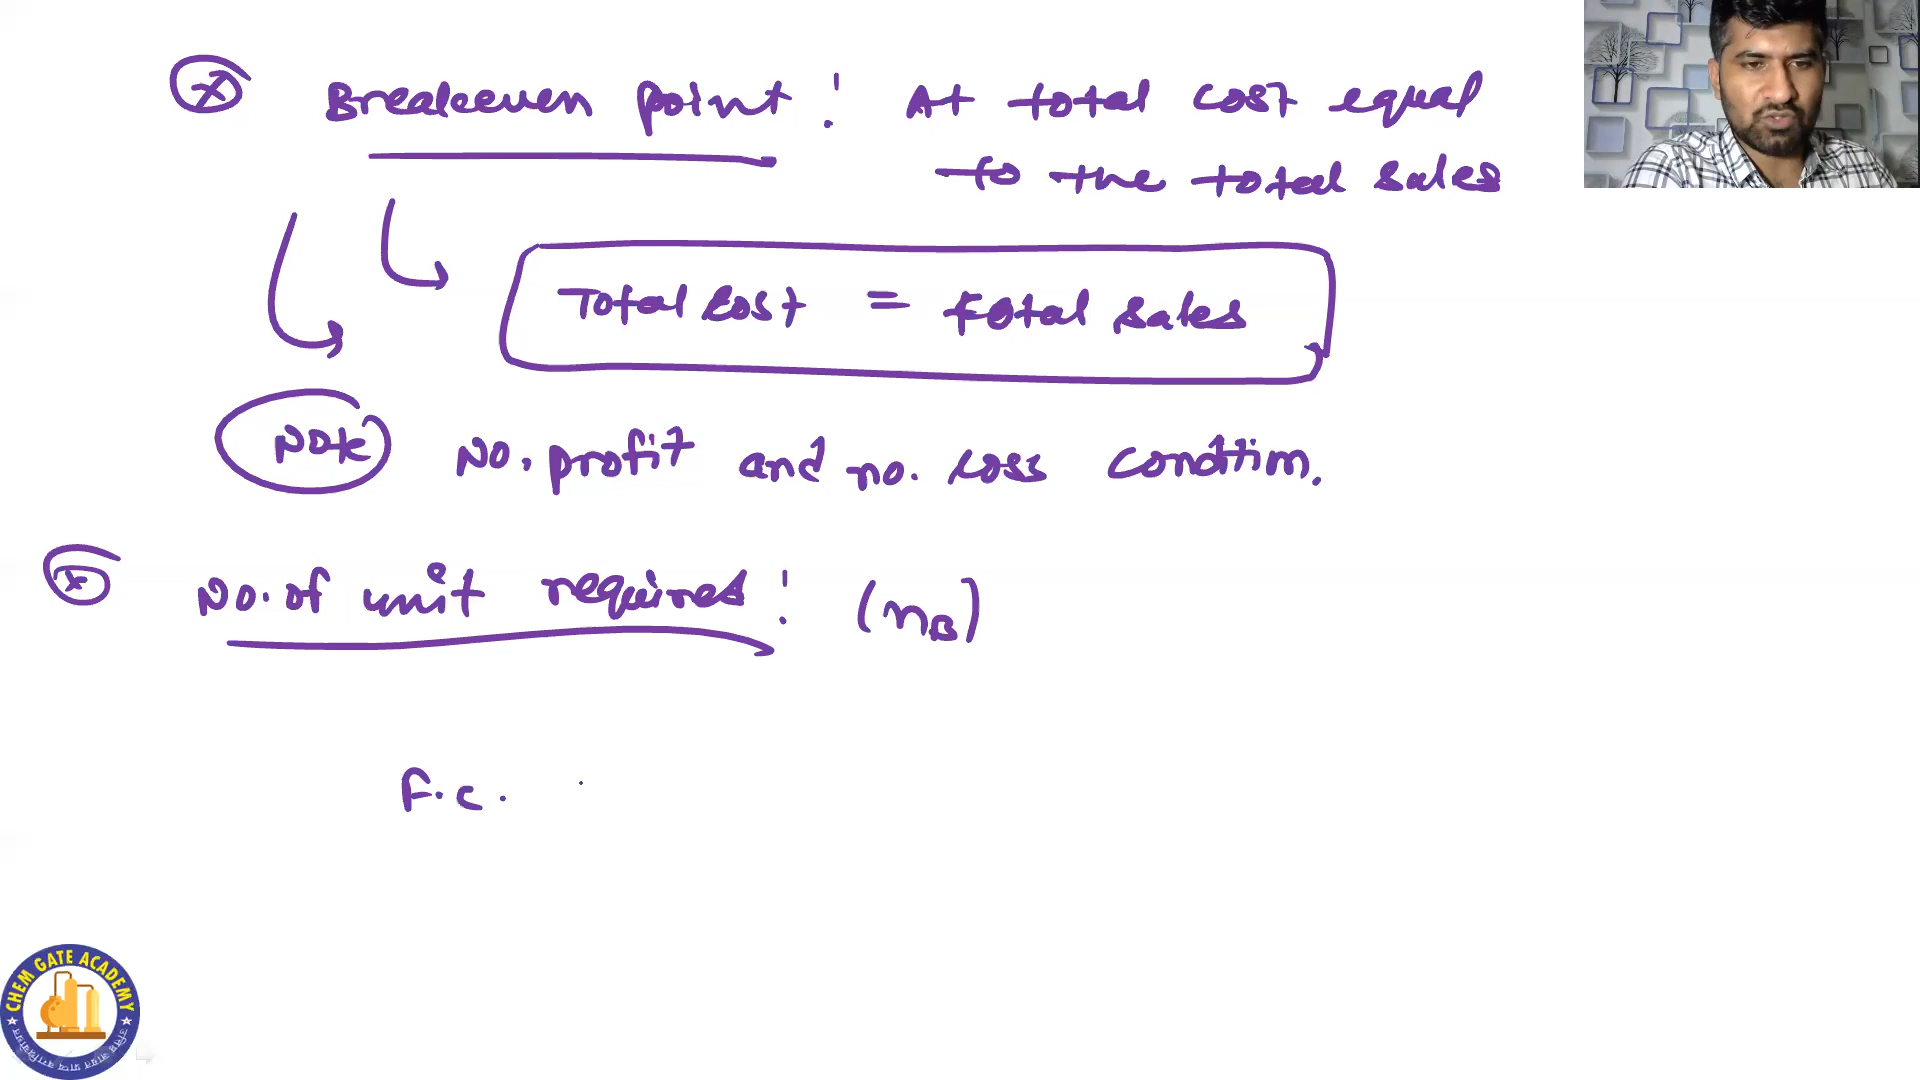 Breakeven point : At total cost equal
to the total sales
Total cost = total sales
Note No. profit and no. loss condition.
No. of unit required : (nB)
F.C.
CHEM GATE ACADEMY